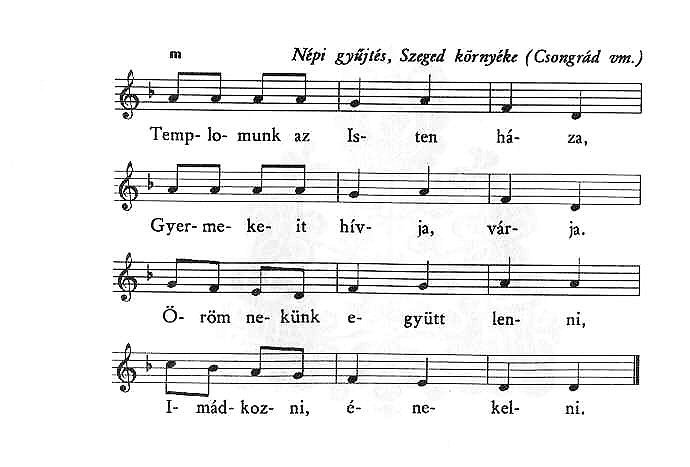 m Népi gyűjtés, Szeged környéke (Csongrád vm.)
Temp- lo- munk az Is- ten há- za,
Gyer- me- ke- it hív- ja, vár- ja.
Ö- röm ne- künk e- gyütt len- ni,
I- mád- koz- ni, é- ne- kel- ni.